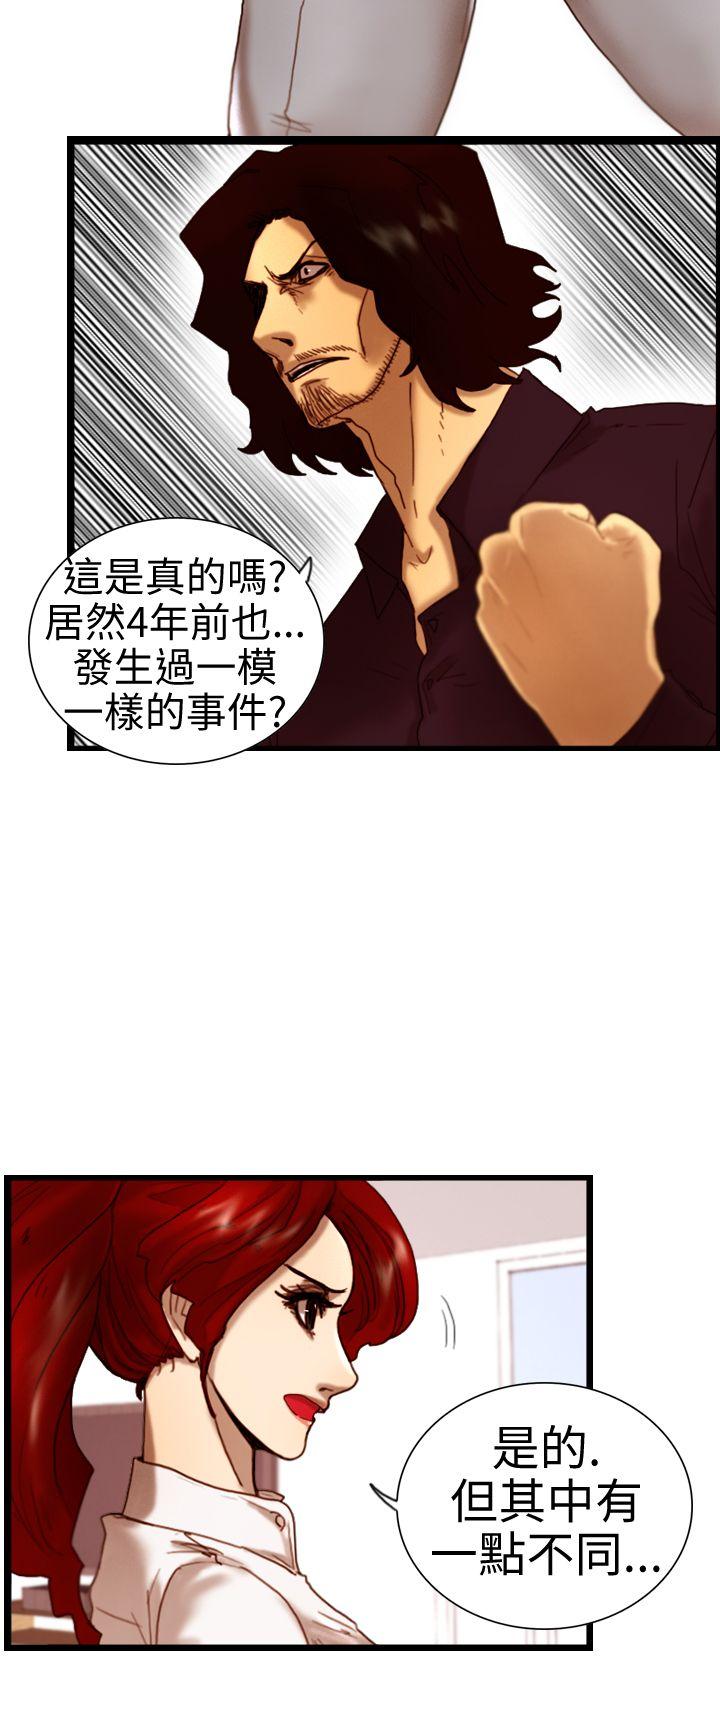 這是真的嗎?
居然4年前也...
發生過一模
一樣的事件?
是的.
但其中有
一點不同...